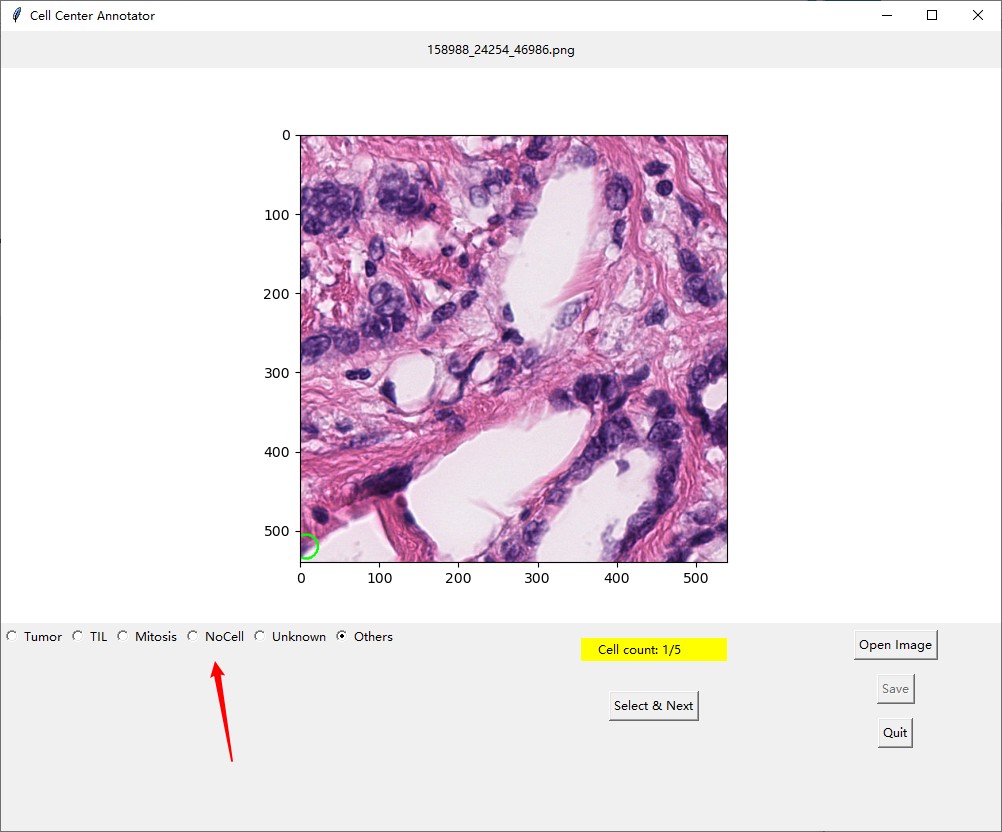 Cell Center Annotator
158988_24254_46986.png
0
100
200
300
400
500
0 100 200 300 400 500
Tumor TIL Mitosis NoCell Unknown Others
Cell count: 1/5
Open Image
Save
Select & Next
Quit